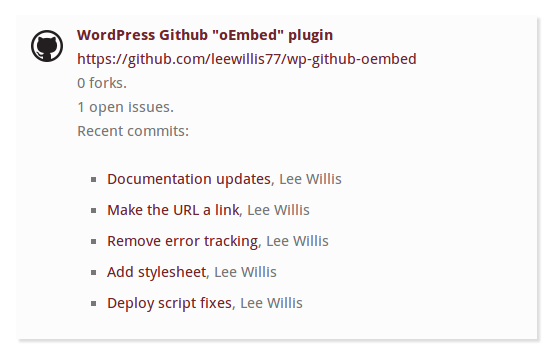 WordPress Github "oEmbed" plugin
https://github.com/leewillis77/wp-github-oembed
0 forks.
1 open issues.
Recent commits:
Documentation updates, Lee Willis
Make the URL a link, Lee Willis
Remove error tracking, Lee Willis
Add stylesheet, Lee Willis
Deploy script fixes, Lee Willis